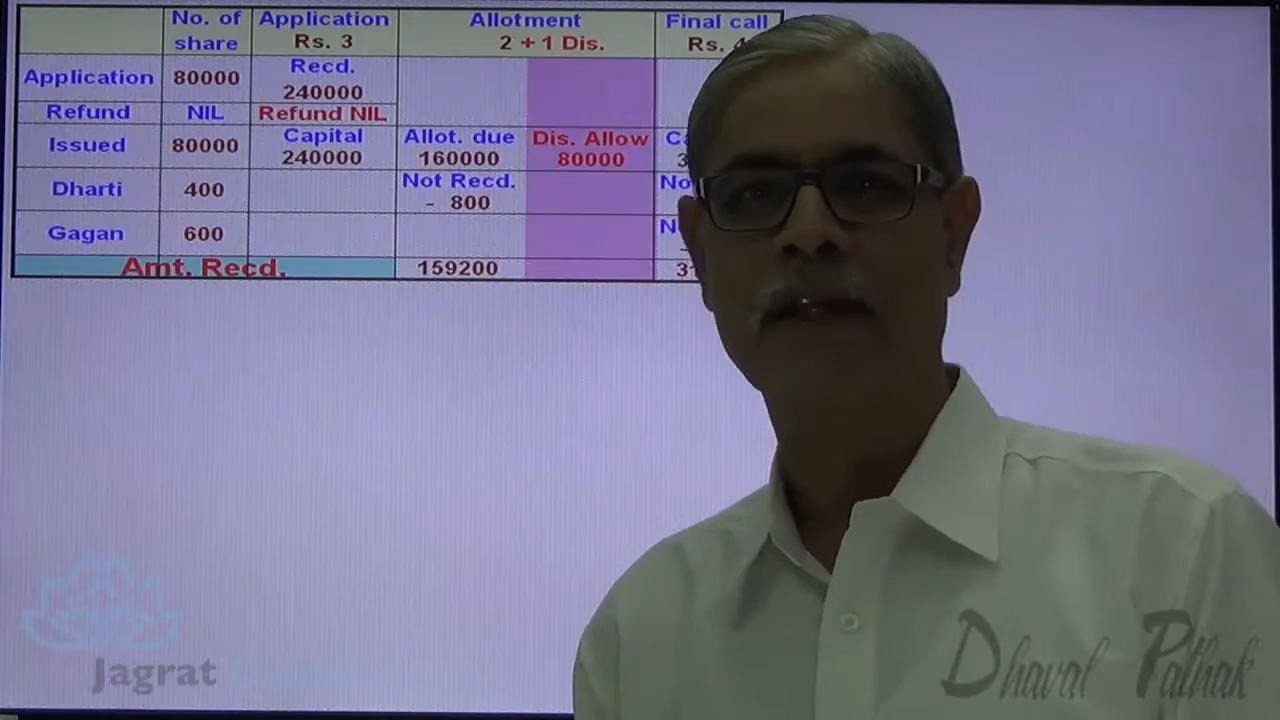 No. of share
Application Rs. 3
Allotment 2 + 1 Dis.
Final call Rs. 4
Application 80000 Recd. 240000
Refund NIL Refund NIL
Issued 80000 Capital 240000 Allot. due 160000 Dis. Allow 80000
Dharti 400 Not Recd. - 800
Gagan 600
Amt. Recd. 159200
Jagrat
Dhaval Pathak